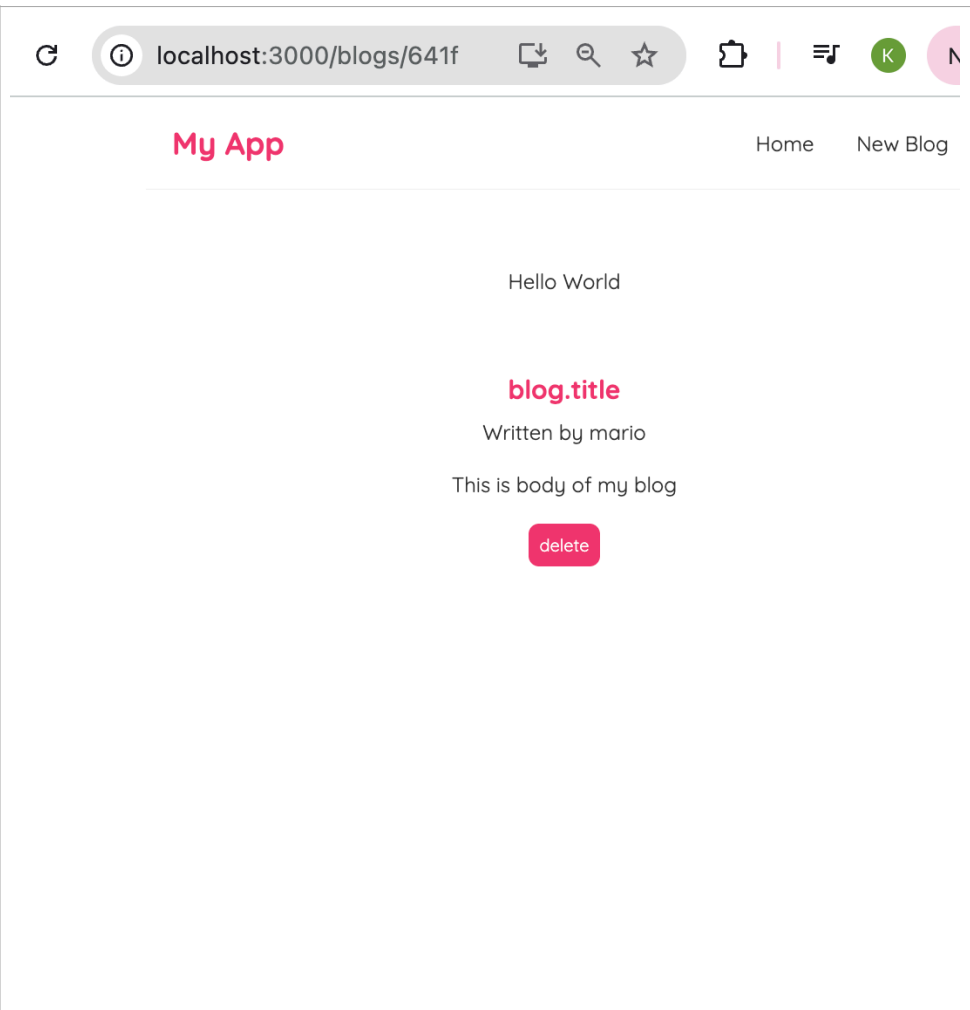 localhost:3000/blogs/641f
K
N
My App
Home New Blog
Hello World
blog.title
Written by mario
This is body of my blog
delete